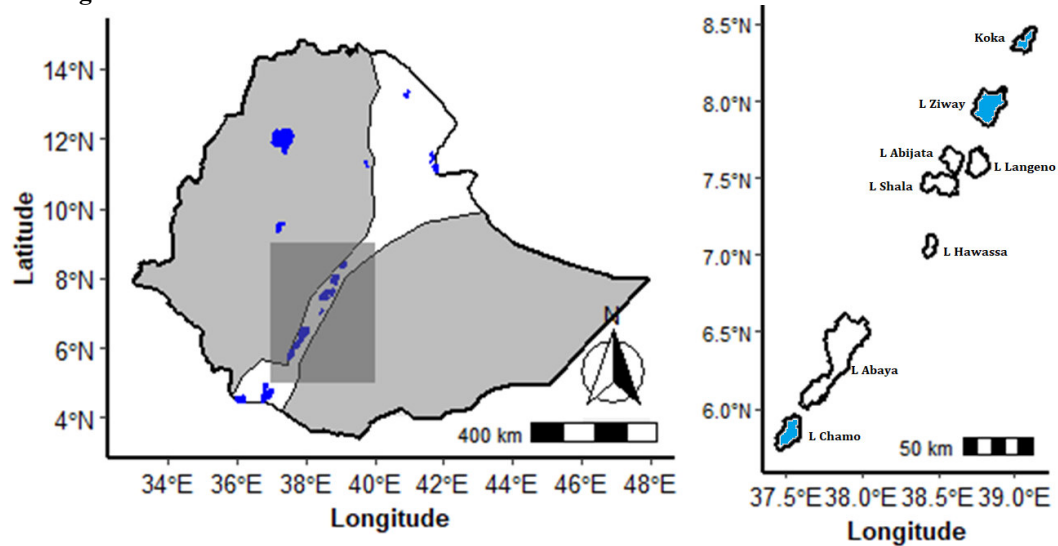 14°N
12°N
10°N
8°N
6°N
4°N
Latitude
N
400 km
34°E 36°E 38°E 40°E 42°E 44°E 46°E 48°E
Longitude
8.5°N
8.0°N
7.5°N
7.0°N
6.5°N
6.0°N
Koka
L Ziway
L Abijata
L Langeno
L Shala
L Hawassa
L Abaya
L Chamo
50 km
37.5°E 38.0°E 38.5°E 39.0°E
Longitude